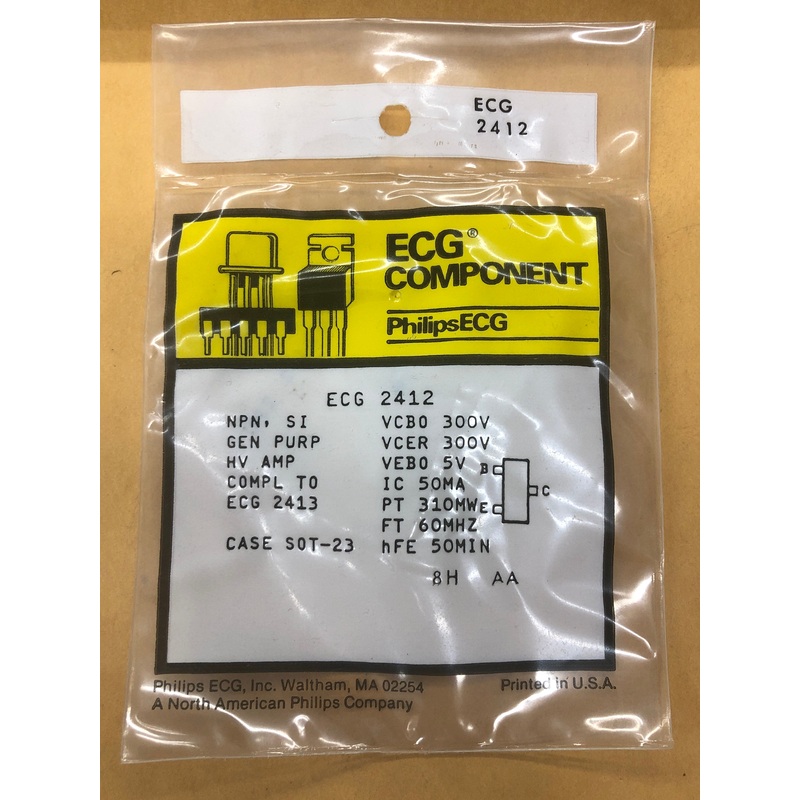 ECG
2412
ECG®
COMPONENT
PhilipsECG
ECG 2412
NPN, SI VCBO 300V
GEN PURP VCER 300V
HV AMP VEBO 5V
COMPL TO IC 50MA
ECG 2413 PT 310MW
FT 60MHZ
CASE SOT-23 hFE 50MIN
B
C
E
8H AA
Philips ECG, Inc. Waltham, MA 02254 Printed in U.S.A.
A North American Philips Company